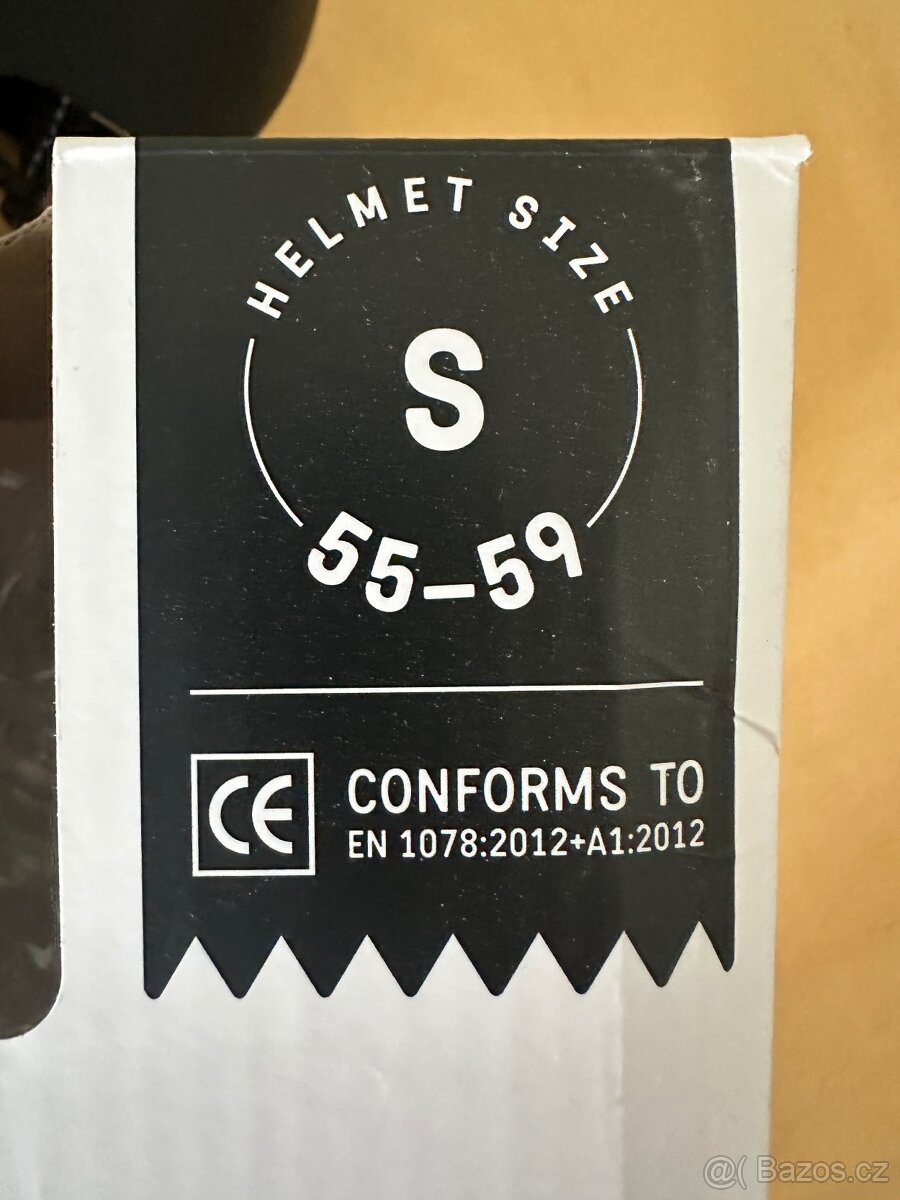 HELMET SIZE
S
55–59
CE
CONFORMS TO
EN 1078:2012+A1:2012
@( Bazos.cz